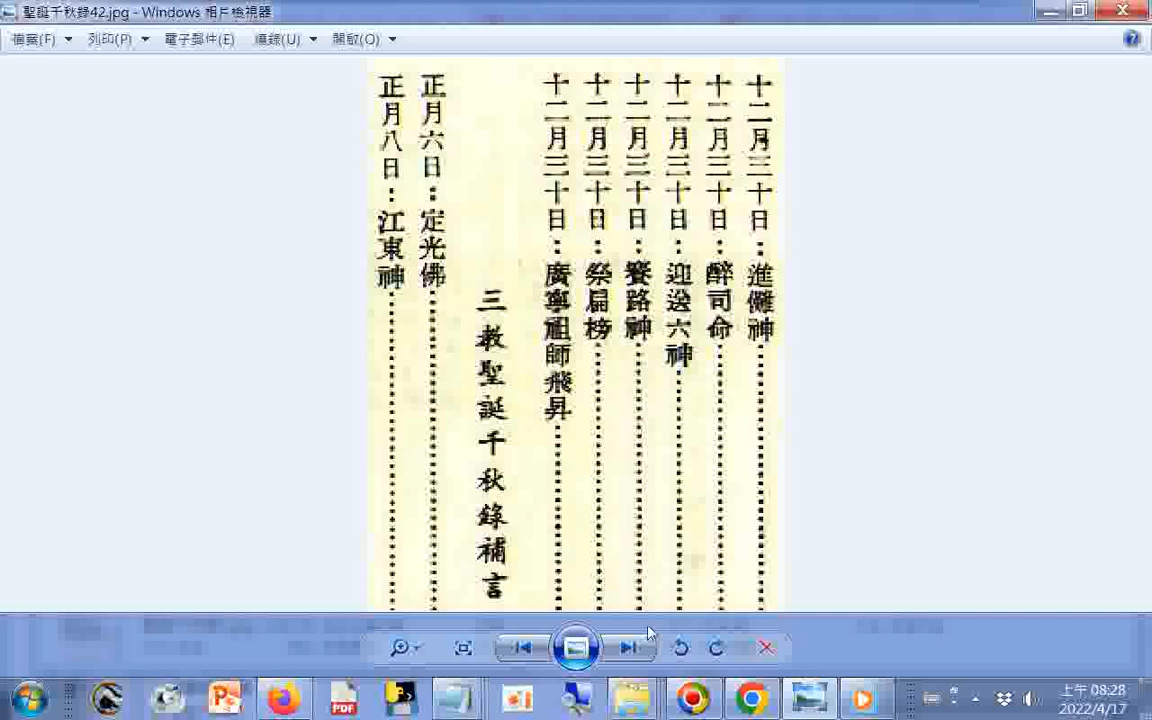 聖誕千秋錄42.jpg - Windows 相片檢視器
檔案(F) 列印(P) 電子郵件(E) 燒錄(U) 開啟(O)
十二月三十日：進儺神
十二月三十日：醉司命
十二月三十日：迎送六神
十二月三十日：饗路神
十二月三十日：祭扁榜
十二月三十日：廣寧祖師飛昇
三教聖誕千秋錄補言
正月六日：定光佛
正月八日：江東神
PDF
上午 08:28
2022/4/17